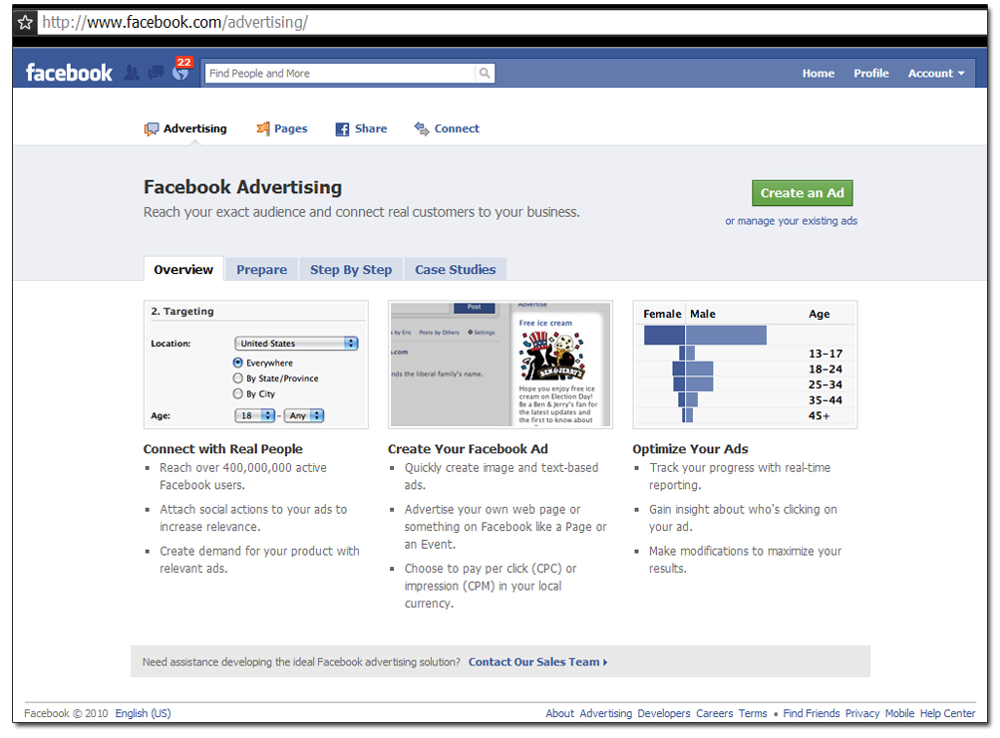 http://www.facebook.com/advertising/
facebook
22
Find People and More
Home Profile Account
Advertising Pages Share Connect
Facebook Advertising
Reach your exact audience and connect real customers to your business.
Create an Ad
or manage your existing ads
Overview Prepare Step By Step Case Studies
2. Targeting
Location: United States
Everywhere
By State/Province
By City
Age: 18 - Any
Post
Advertise
s by Eric Posts by Others Settings
s.com
nds the liberal family's name.
Free ice cream
BEN & JERRY'S
Hope you enjoy free ice
cream on Election Day!
Be a Ben & Jerry's fan for
the latest updates and
the first to know about
Female Male Age
13-17
18-24
25-34
35-44
45+
Connect with Real People
Reach over 400,000,000 active
Facebook users.
Attach social actions to your ads to
increase relevance.
Create demand for your product with
relevant ads.
Create Your Facebook Ad
Quickly create image and text-based
ads.
Advertise your own web page or
something on Facebook like a Page or
an Event.
Choose to pay per click (CPC) or
impression (CPM) in your local
currency.
Optimize Your Ads
Track your progress with real-time
reporting.
Gain insight about who's clicking on
your ad.
Make modifications to maximize your
results.
Need assistance developing the ideal Facebook advertising solution? Contact Our Sales Team
Facebook © 2010 English (US)
About Advertising Developers Careers Terms • Find Friends Privacy Mobile Help Center